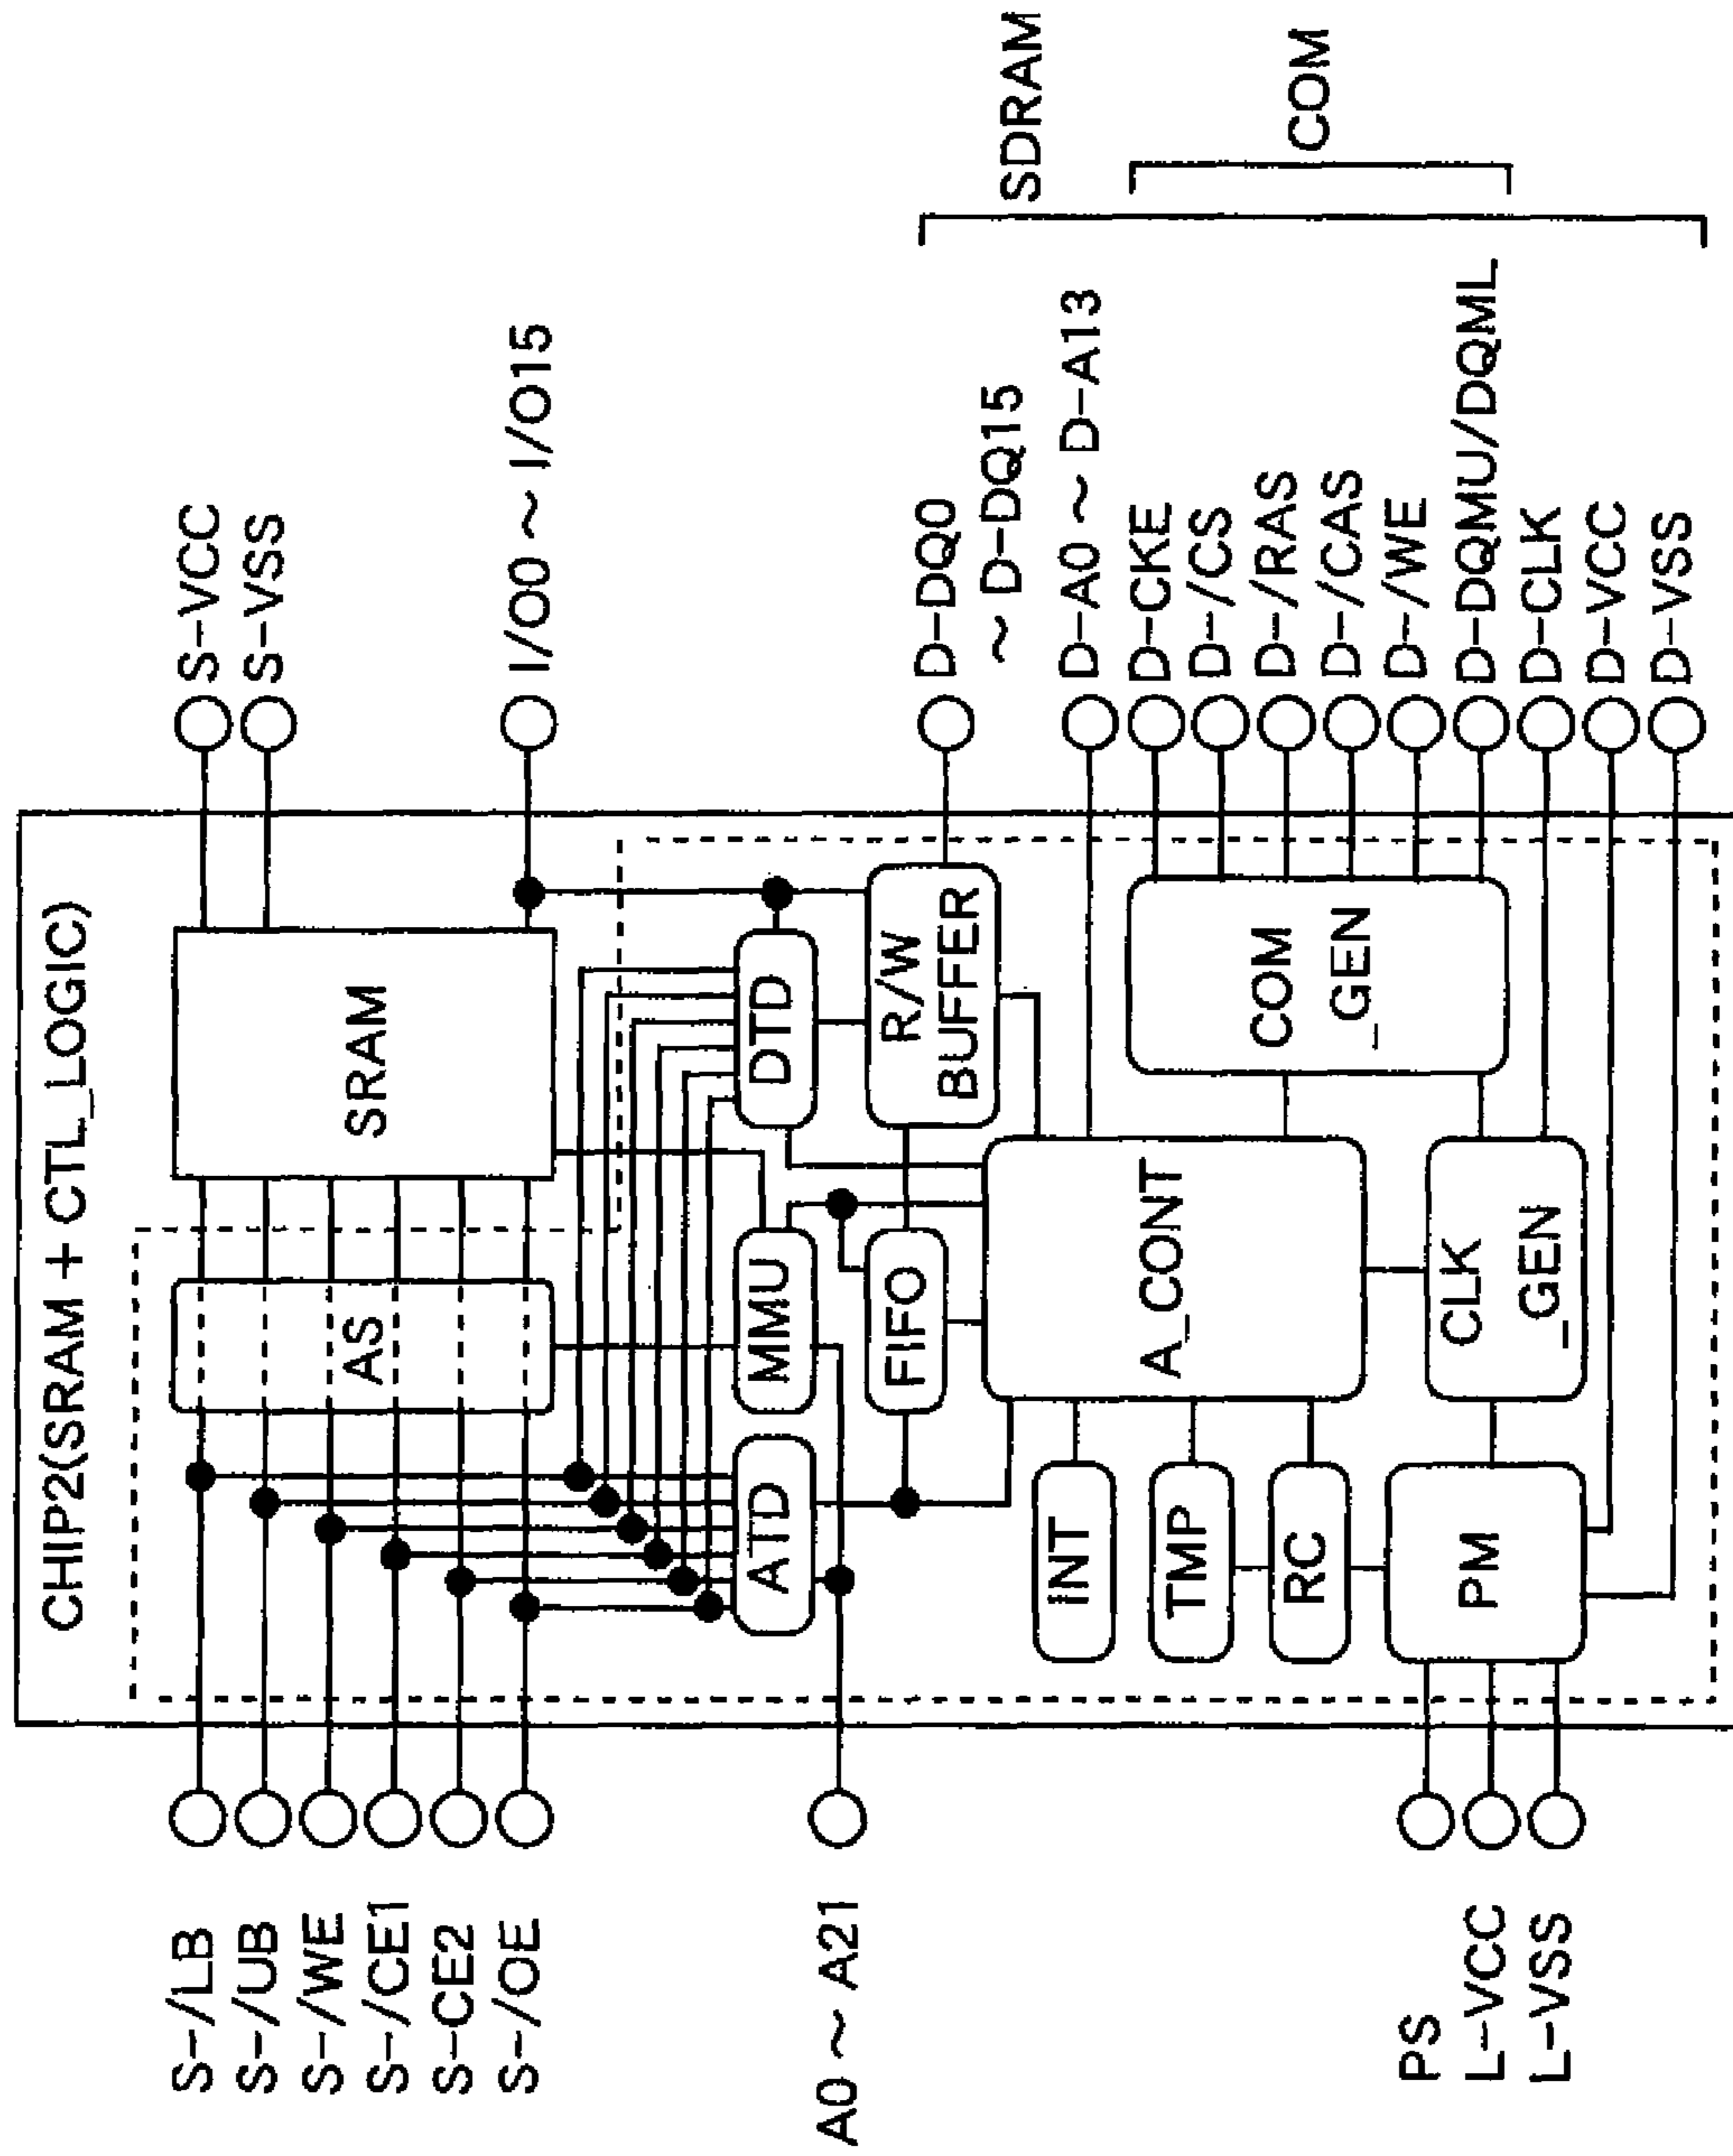 CHIP2(SRAM + CTL_LOGIC)
S-/LB
S-/UB
S-/WE
S-/CE1
S-CE2
S-/OE
A0 ~ A21
PS
L-VCC
L-VSS
AS
SRAM
ATD
MMU
DTD
FIFO
R/W
BUFFER
INT
TMP
RC
PM
A_CONT
CLK
_GEN
COM
_GEN
S-VCC
S-VSS
I/O0 ~ I/O15
D-DQ0
~ D-DQ15
D-A0 ~ D-A13
D-CKE
D-/CS
D-/RAS
D-/CAS
D-/WE
D-DQMU/DQML
D-CLK
D-VCC
D-VSS
SDRAM
COM